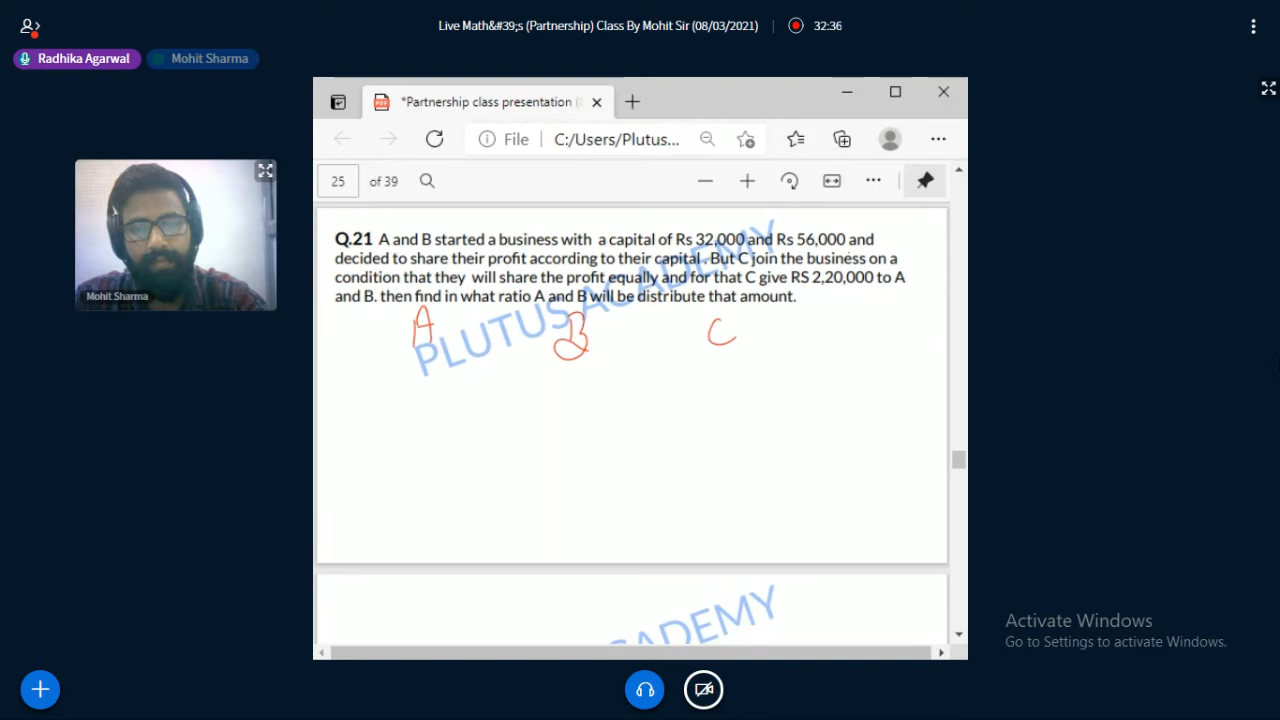 Live Math&#39;s (Partnership) Class By Mohit Sir (08/03/2021)
32:36
Radhika Agarwal
Mohit Sharma
*Partnership class presentation (
File
C:/Users/Plutus...
25
of 39
Q.21 A and B started a business with a capital of Rs 32,000 and Rs 56,000 and
decided to share their profit according to their capital . But C join the business on a
condition that they will share the profit equally and for that C give RS 2,20,000 to A
and B. then find in what ratio A and B will be distribute that amount.
A B C
PLUTUS ACADEMY
Mohit Sharma
ACADEMY
Activate Windows
Go to Settings to activate Windows.